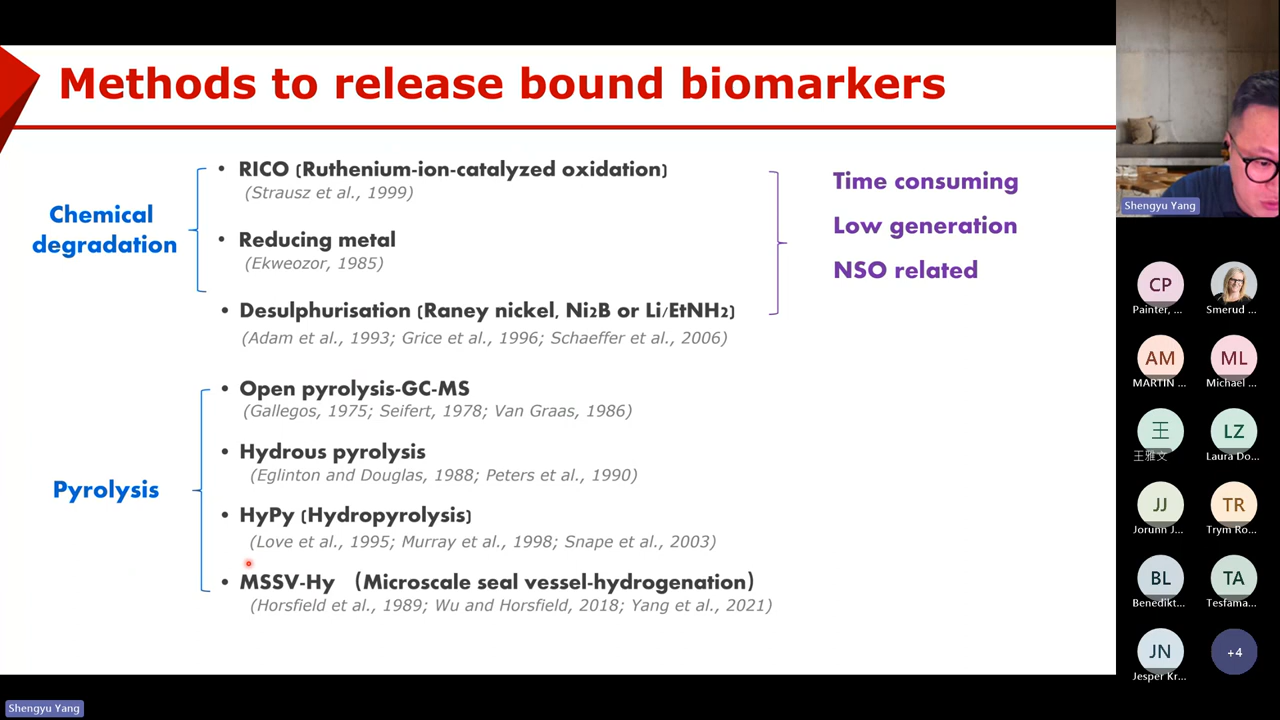 Methods to release bound biomarkers
Chemical
degradation
• RICO (Ruthenium-ion-catalyzed oxidation)
(Strausz et al., 1999)
• Reducing metal
(Ekweozor, 1985)
• Desulphurisation (Raney nickel, Ni2B or Li/EtNH2)
(Adam et al., 1993; Grice et al., 1996; Schaeffer et al., 2006)
Time consuming
Low generation
NSO related
Pyrolysis
• Open pyrolysis-GC-MS
(Gallegos, 1975; Seifert, 1978; Van Graas, 1986)
• Hydrous pyrolysis
(Eglinton and Douglas, 1988; Peters et al., 1990)
• HyPy (Hydropyrolysis)
(Love et al., 1995; Murray et al., 1998; Snape et al., 2003)
• MSSV-Hy （Microscale seal vessel-hydrogenation）
(Horsfield et al., 1989; Wu and Horsfield, 2018; Yang et al., 2021)
Shengyu Yang
CP
Painter, ...
Smerud ...
AM
MARTIN ...
ML
Michael ...
王
王雅文
LZ
Laura Do...
JJ
Jorunn J...
TR
Trym Ro...
BL
Benedikt...
TA
Tesfama...
JN
Jesper Kr...
+4
Shengyu Yang